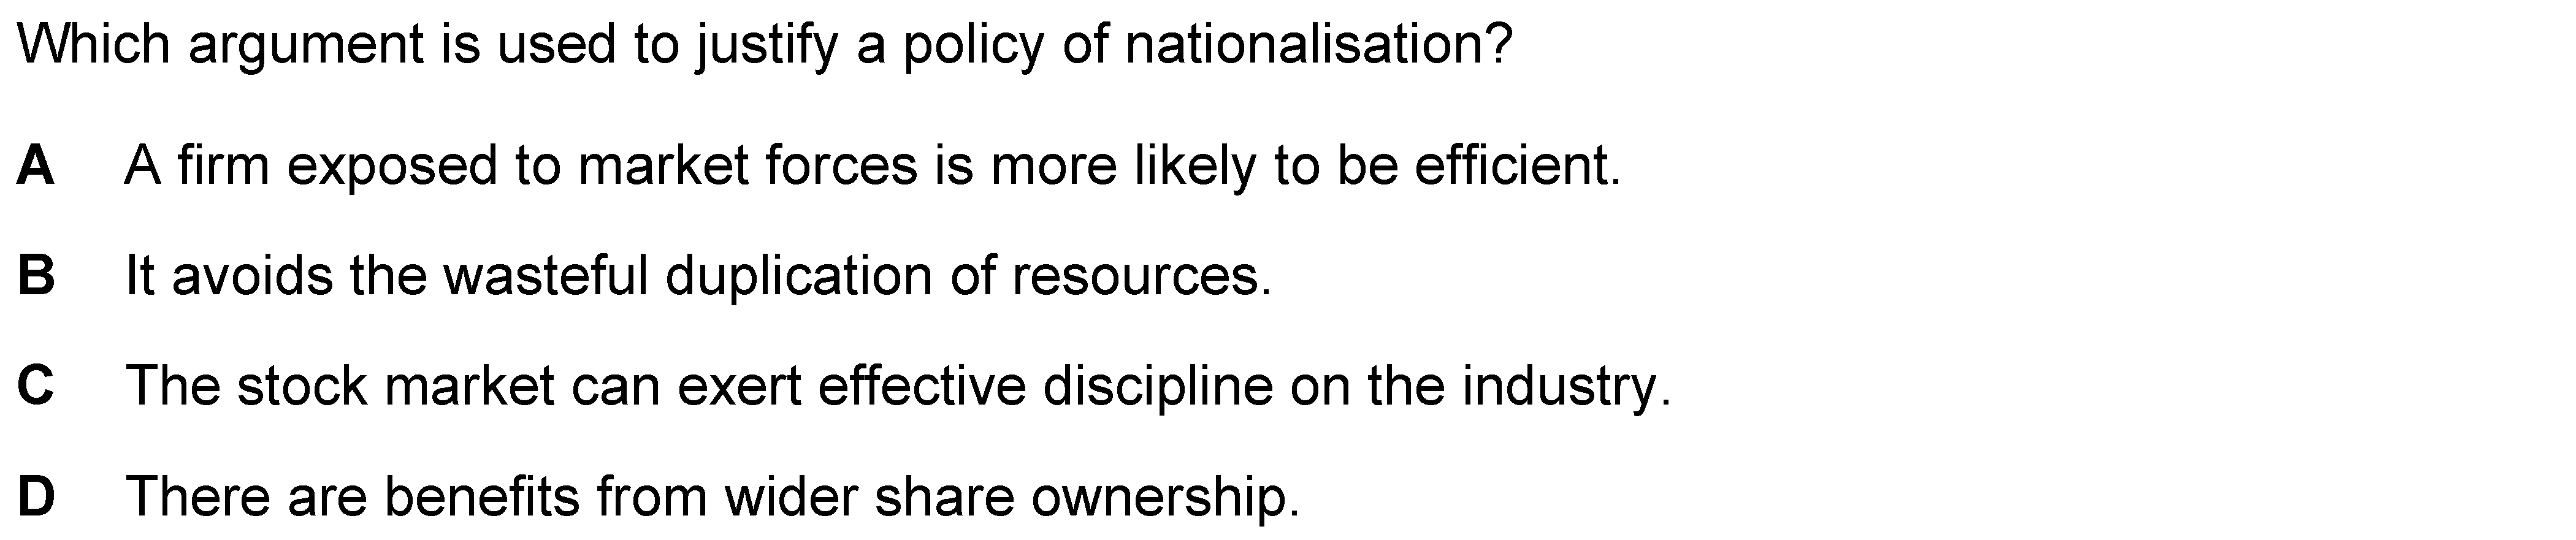 Which argument is used to justify a policy of nationalisation?
A A firm exposed to market forces is more likely to be efficient.
B It avoids the wasteful duplication of resources.
C The stock market can exert effective discipline on the industry.
D There are benefits from wider share ownership.